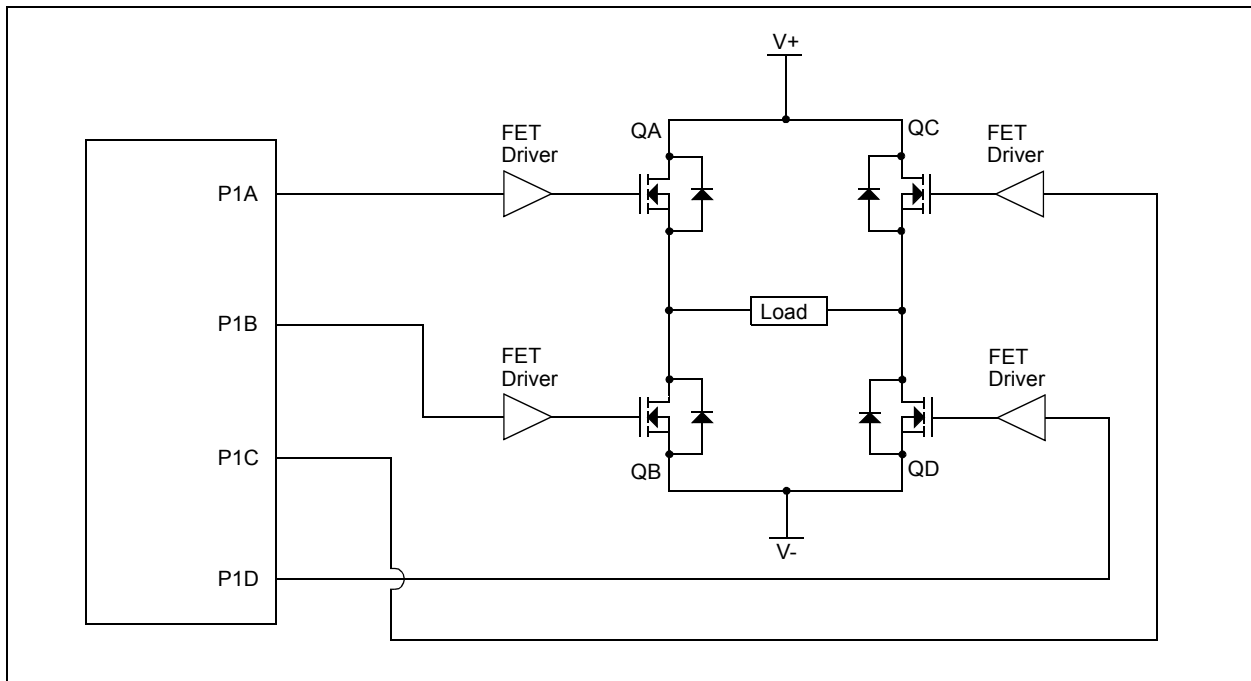 V+
QA
QC
FET
Driver
FET
Driver
P1A
P1B
Load
FET
Driver
FET
Driver
P1C
QB
QD
V-
P1D